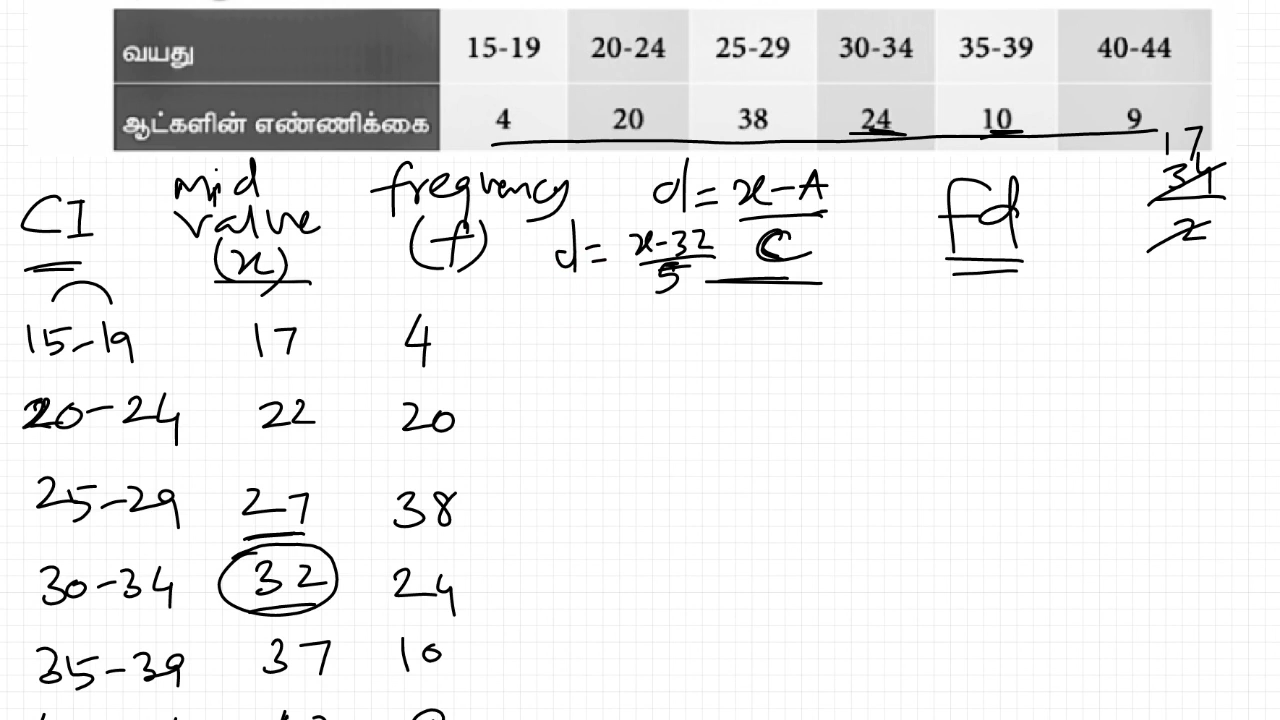 வயது 15-19 20-24 25-29 30-34 35-39 40-44
ஆட்களின் எண்ணிக்கை 4 20 38 24 10 9
17
34
2
CI mid value (x) frequency (f) d = x-A / C fd
d = x-32 / 5
15-19 17 4
20-24 22 20
25-29 27 38
30-34 32 24
35-39 37 10